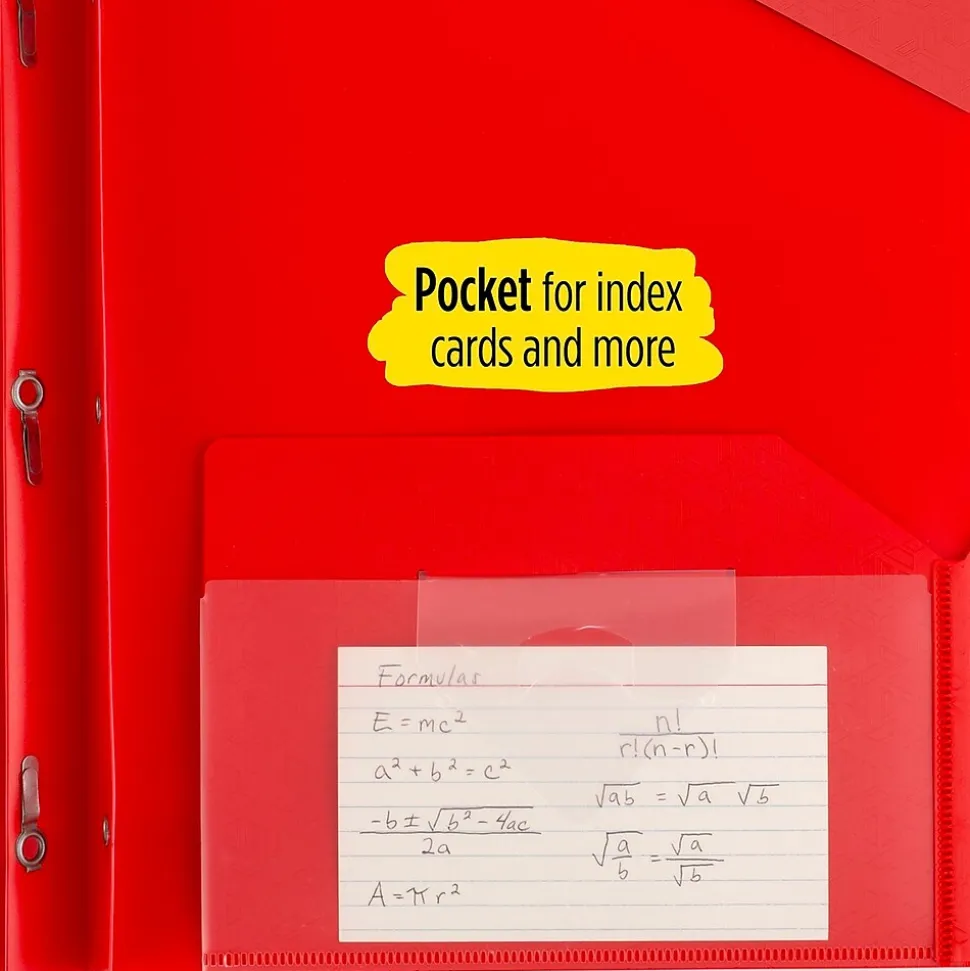 Pocket for index
cards and more
Formulas
E = mc²
a² + b² = c²
-b ± √b² - 4ac
2a
A = πr²
n!
r!(n-r)!
√ab = √a √b
√a/b = √a/√b